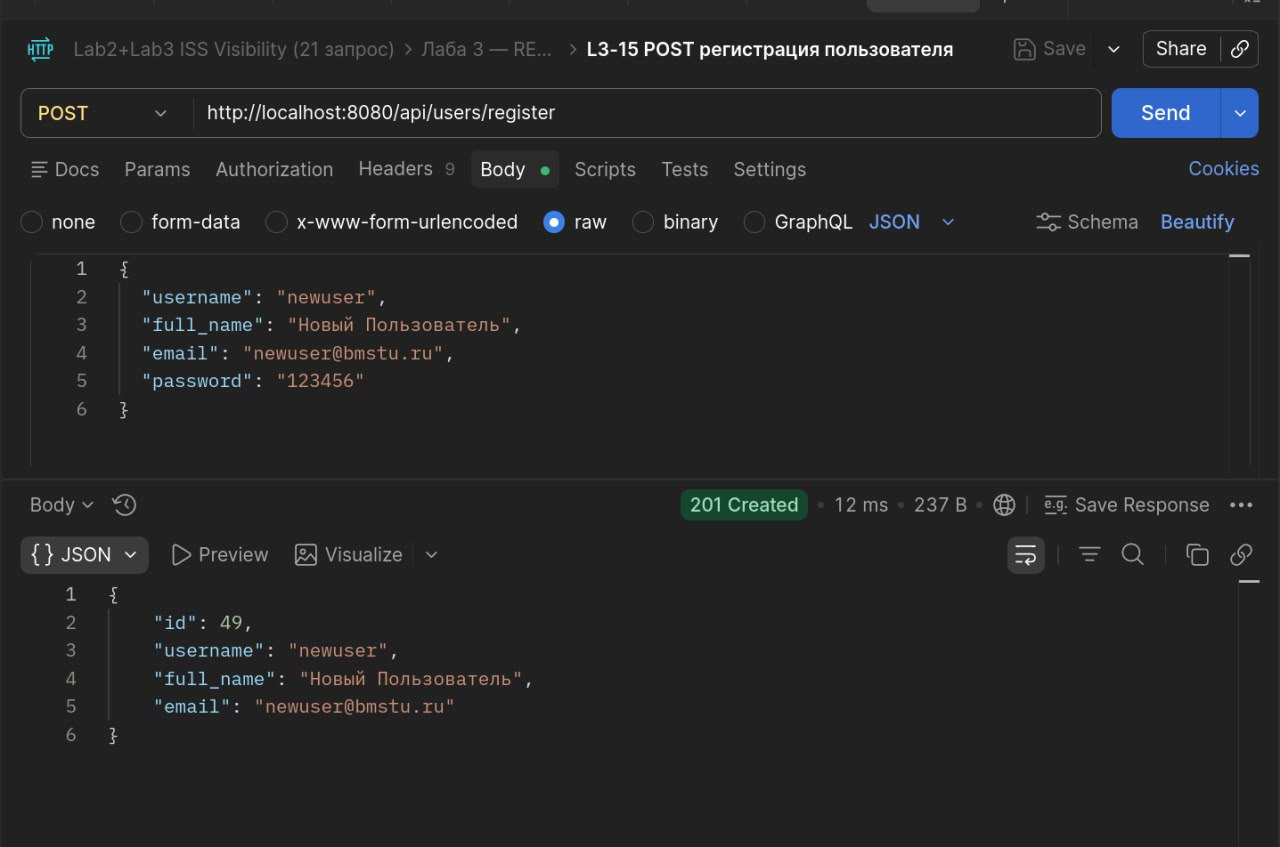 HTTP Lab2+Lab3 ISS Visibility (21 запрос) > Лаба 3 — RE... > L3-15 POST регистрация пользователя Save Share
POST http://localhost:8080/api/users/register Send
Docs Params Authorization Headers 9 Body Scripts Tests Settings Cookies
none form-data x-www-form-urlencoded raw binary GraphQL JSON Schema Beautify
1 {
2 "username": "newuser",
3 "full_name": "Новый Пользователь",
4 "email": "newuser@bmstu.ru",
5 "password": "123456"
6 }
Body 201 Created • 12 ms • 237 B • e.g. Save Response
{} JSON Preview Visualize
1 {
2 "id": 49,
3 "username": "newuser",
4 "full_name": "Новый Пользователь",
5 "email": "newuser@bmstu.ru"
6 }